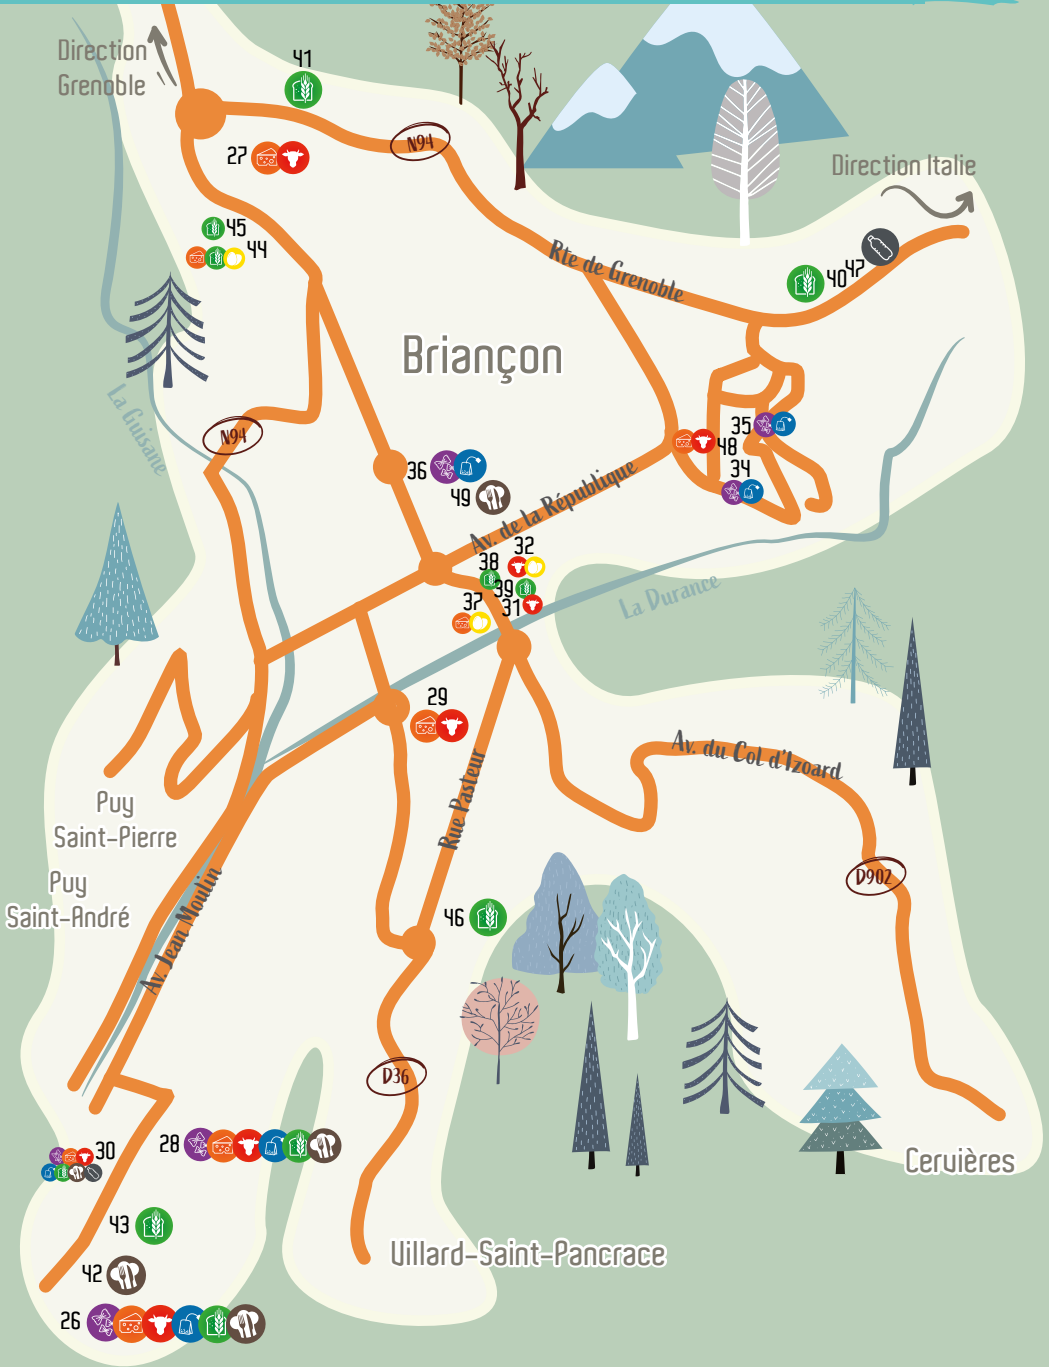 Direction
Grenoble
41
N94
27
Direction Italie
45
44
Rte de Grenoble
40
47
Briançon
La Guisane
N94
35
48
34
36
49
Av. de la République
32
38
39
37
31
La Durance
29
Av. du Col d'Izoard
Rue Pasteur
Puy
Saint-Pierre
Puy
Saint-André
D902
Av. Jean Moulin
46
D36
30
28
Cervières
43
Villard-Saint-Pancrace
42
26